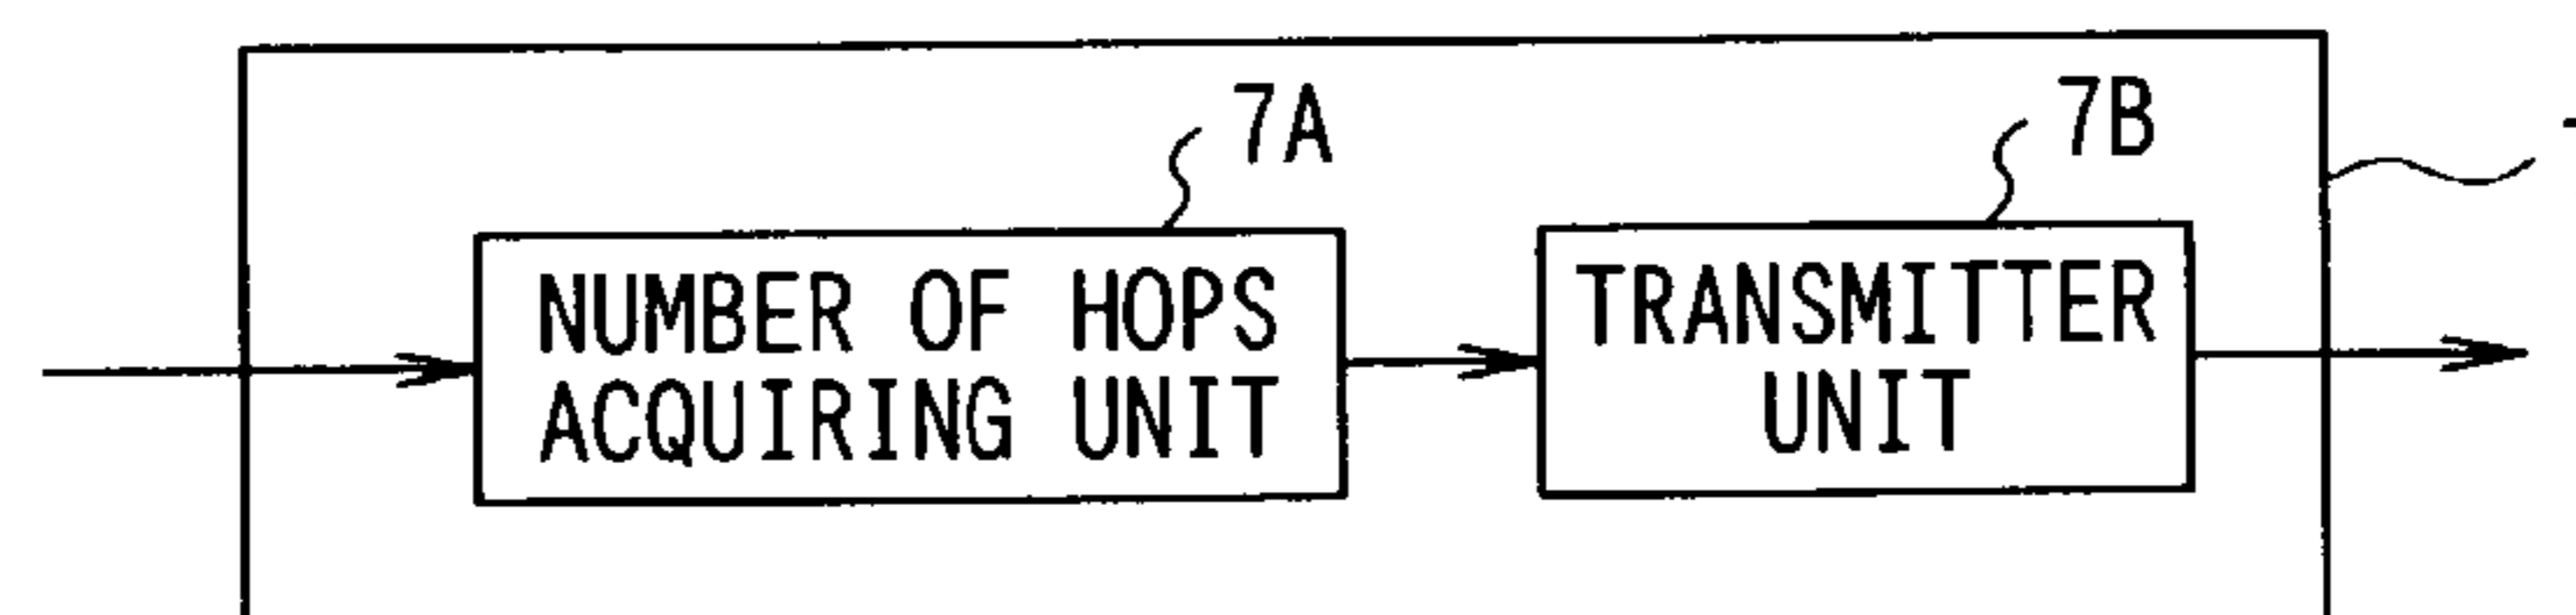 7A
7B
NUMBER OF HOPS
ACQUIRING UNIT
TRANSMITTER
UNIT